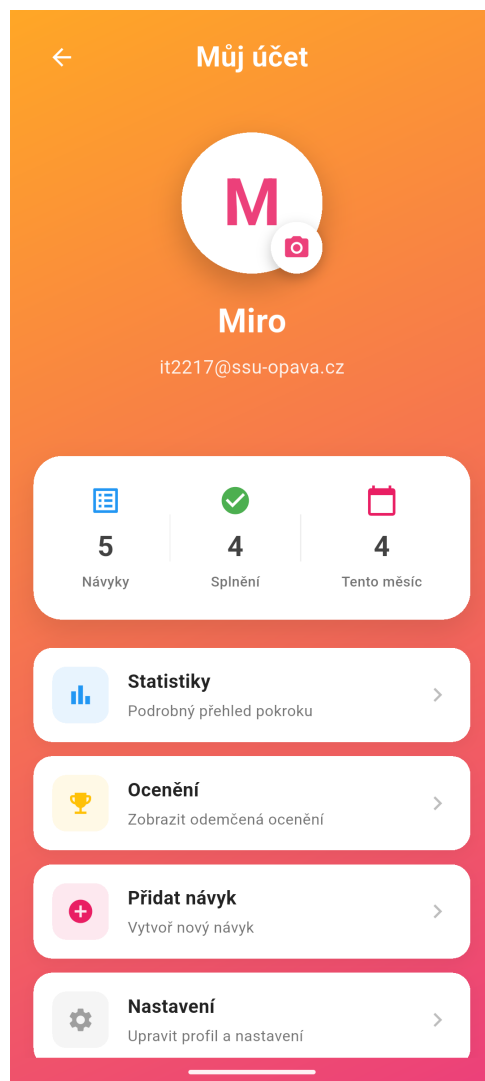 Můj účet
M
Miro
it2217@ssu-opava.cz
5
4
4
Návyky
Splnění
Tento měsíc
Statistiky
Podrobný přehled pokroku
Ocenění
Zobrazit odemčená ocenění
Přidat návyk
Vytvoř nový návyk
Nastavení
Upravit profil a nastavení